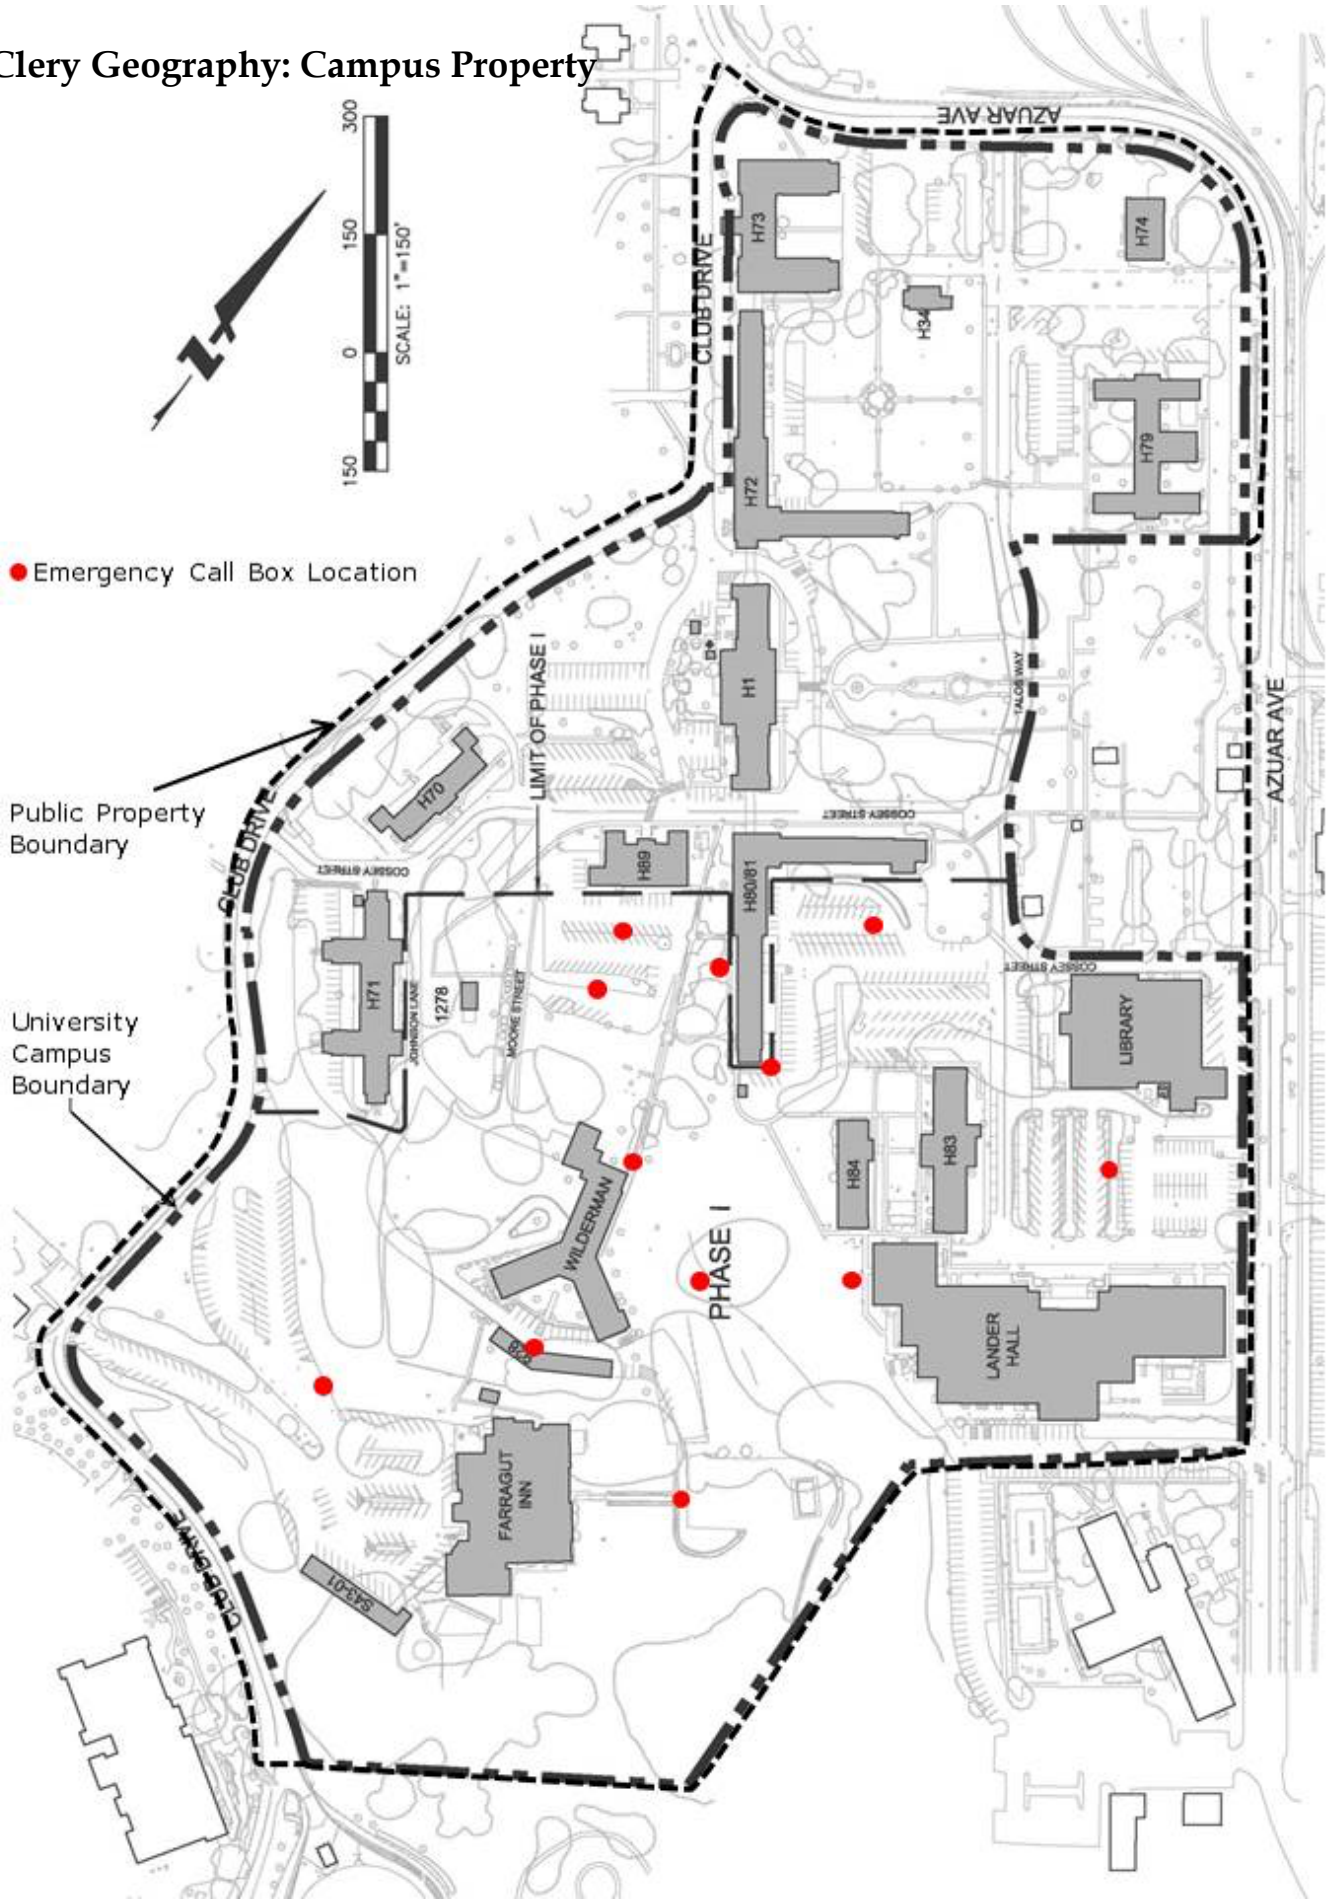 Clery Geography: Campus Property
300
150
0
150
SCALE: 1"=150'
N
AZUAR AVE
CLUB DRIVE
H73
H74
H34
H72
H79
Emergency Call Box Location
LIMIT OF PHASE I
H1
TALOS WAY
AZUAR AVE
Public Property
Boundary
CLUB DRIVE
H70
COSSEY STREET
COSSEY STREET
H89
H80/81
H71
JOHNSON LANE
1278
MOORE STREET
COSSEY STREET
LIBRARY
University
Campus
Boundary
WILDERMAN
PHASE I
H84
H83
LANDER
HALL
FARRAGUT
INN
S43-01
CLUB DRIVE